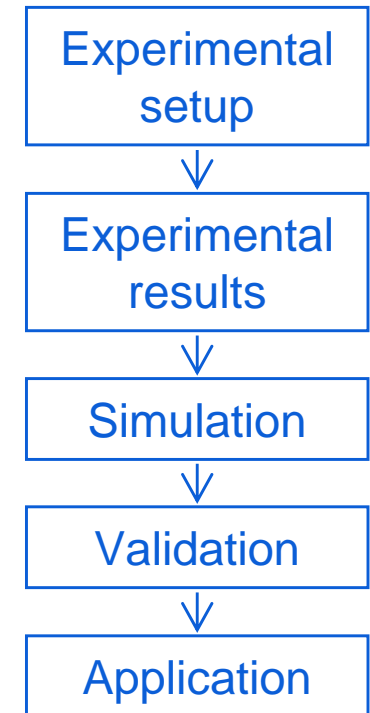 Experimental
setup
Experimental
results
Simulation
Validation
Application